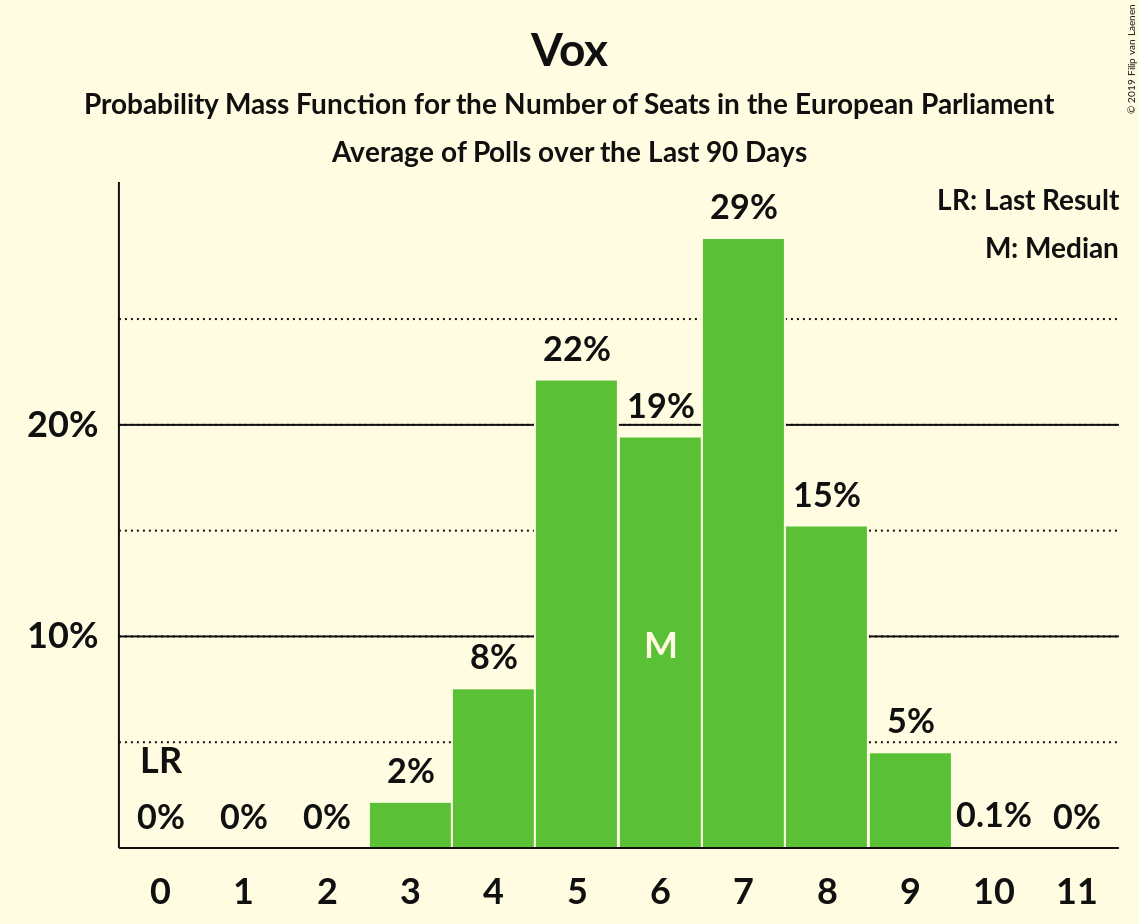 © 2019 Filip van Laenen
Vox
Probability Mass Function for the Number of Seats in the European Parliament
Average of Polls over the Last 90 Days
LR: Last Result
M: Median
29%
22%
19%
20%
15%
M
10%
8%
5%
LR
2%
0% 0% 0% 0.1% 0%
0 1 2 3 4 5 6 7 8 9 10 11